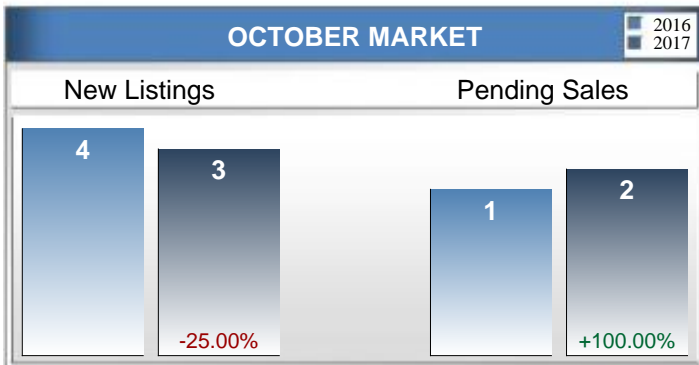 OCTOBER MARKET
2016
2017
New Listings
Pending Sales
4
3
-25.00%
1
2
+100.00%